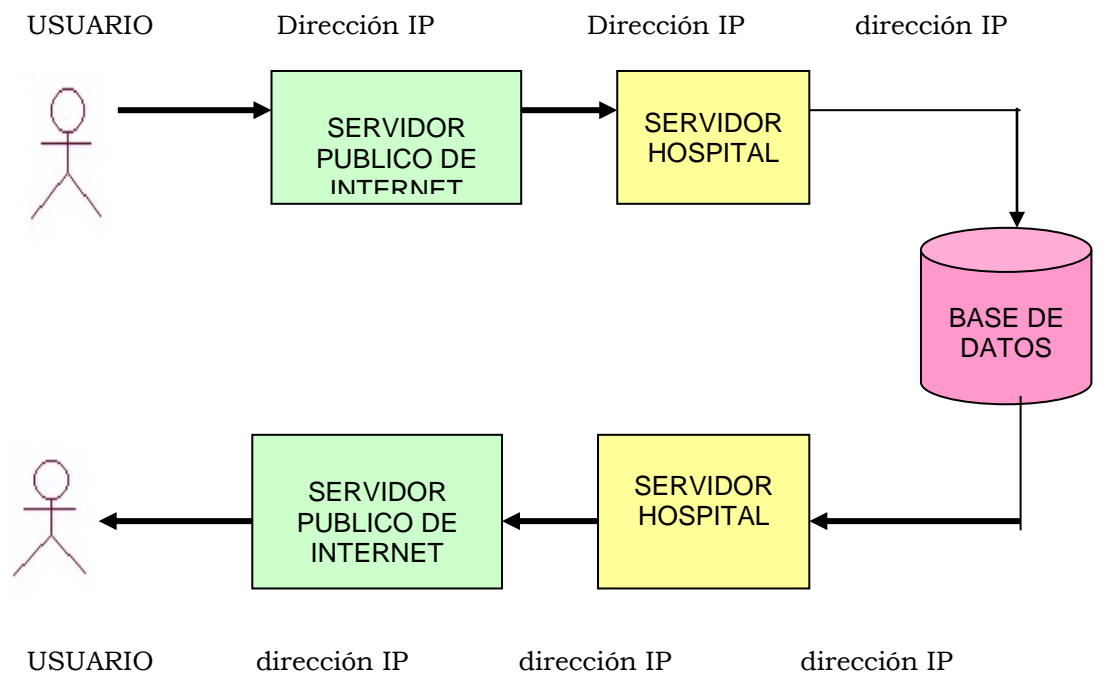 USUARIO Dirección IP Dirección IP dirección IP
SERVIDOR
PUBLICO DE
INTERNET
SERVIDOR
HOSPITAL
BASE DE
DATOS
SERVIDOR
PUBLICO DE
INTERNET
SERVIDOR
HOSPITAL
USUARIO dirección IP dirección IP dirección IP